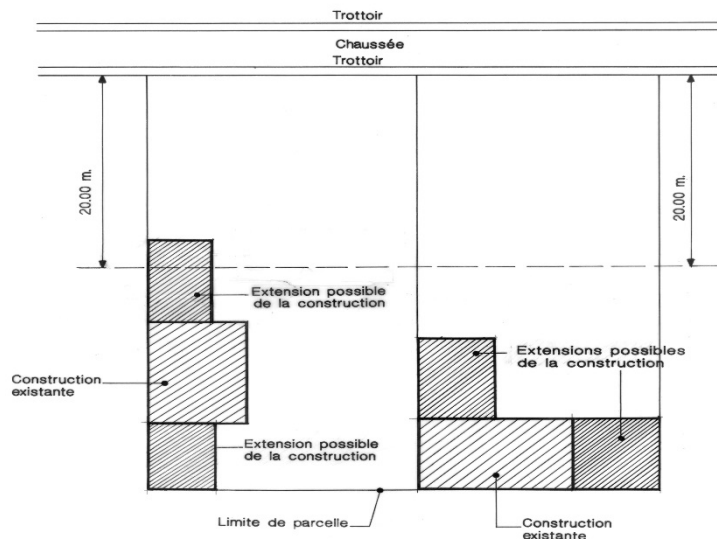 Trottoir
Chaussée
Trottoir
20.00 m.
20.00 m.
Extension possible
de la construction
Extensions possibles
de la construction
Construction
existante
Extension possible
de la construction
Limite de parcelle
Construction
existante